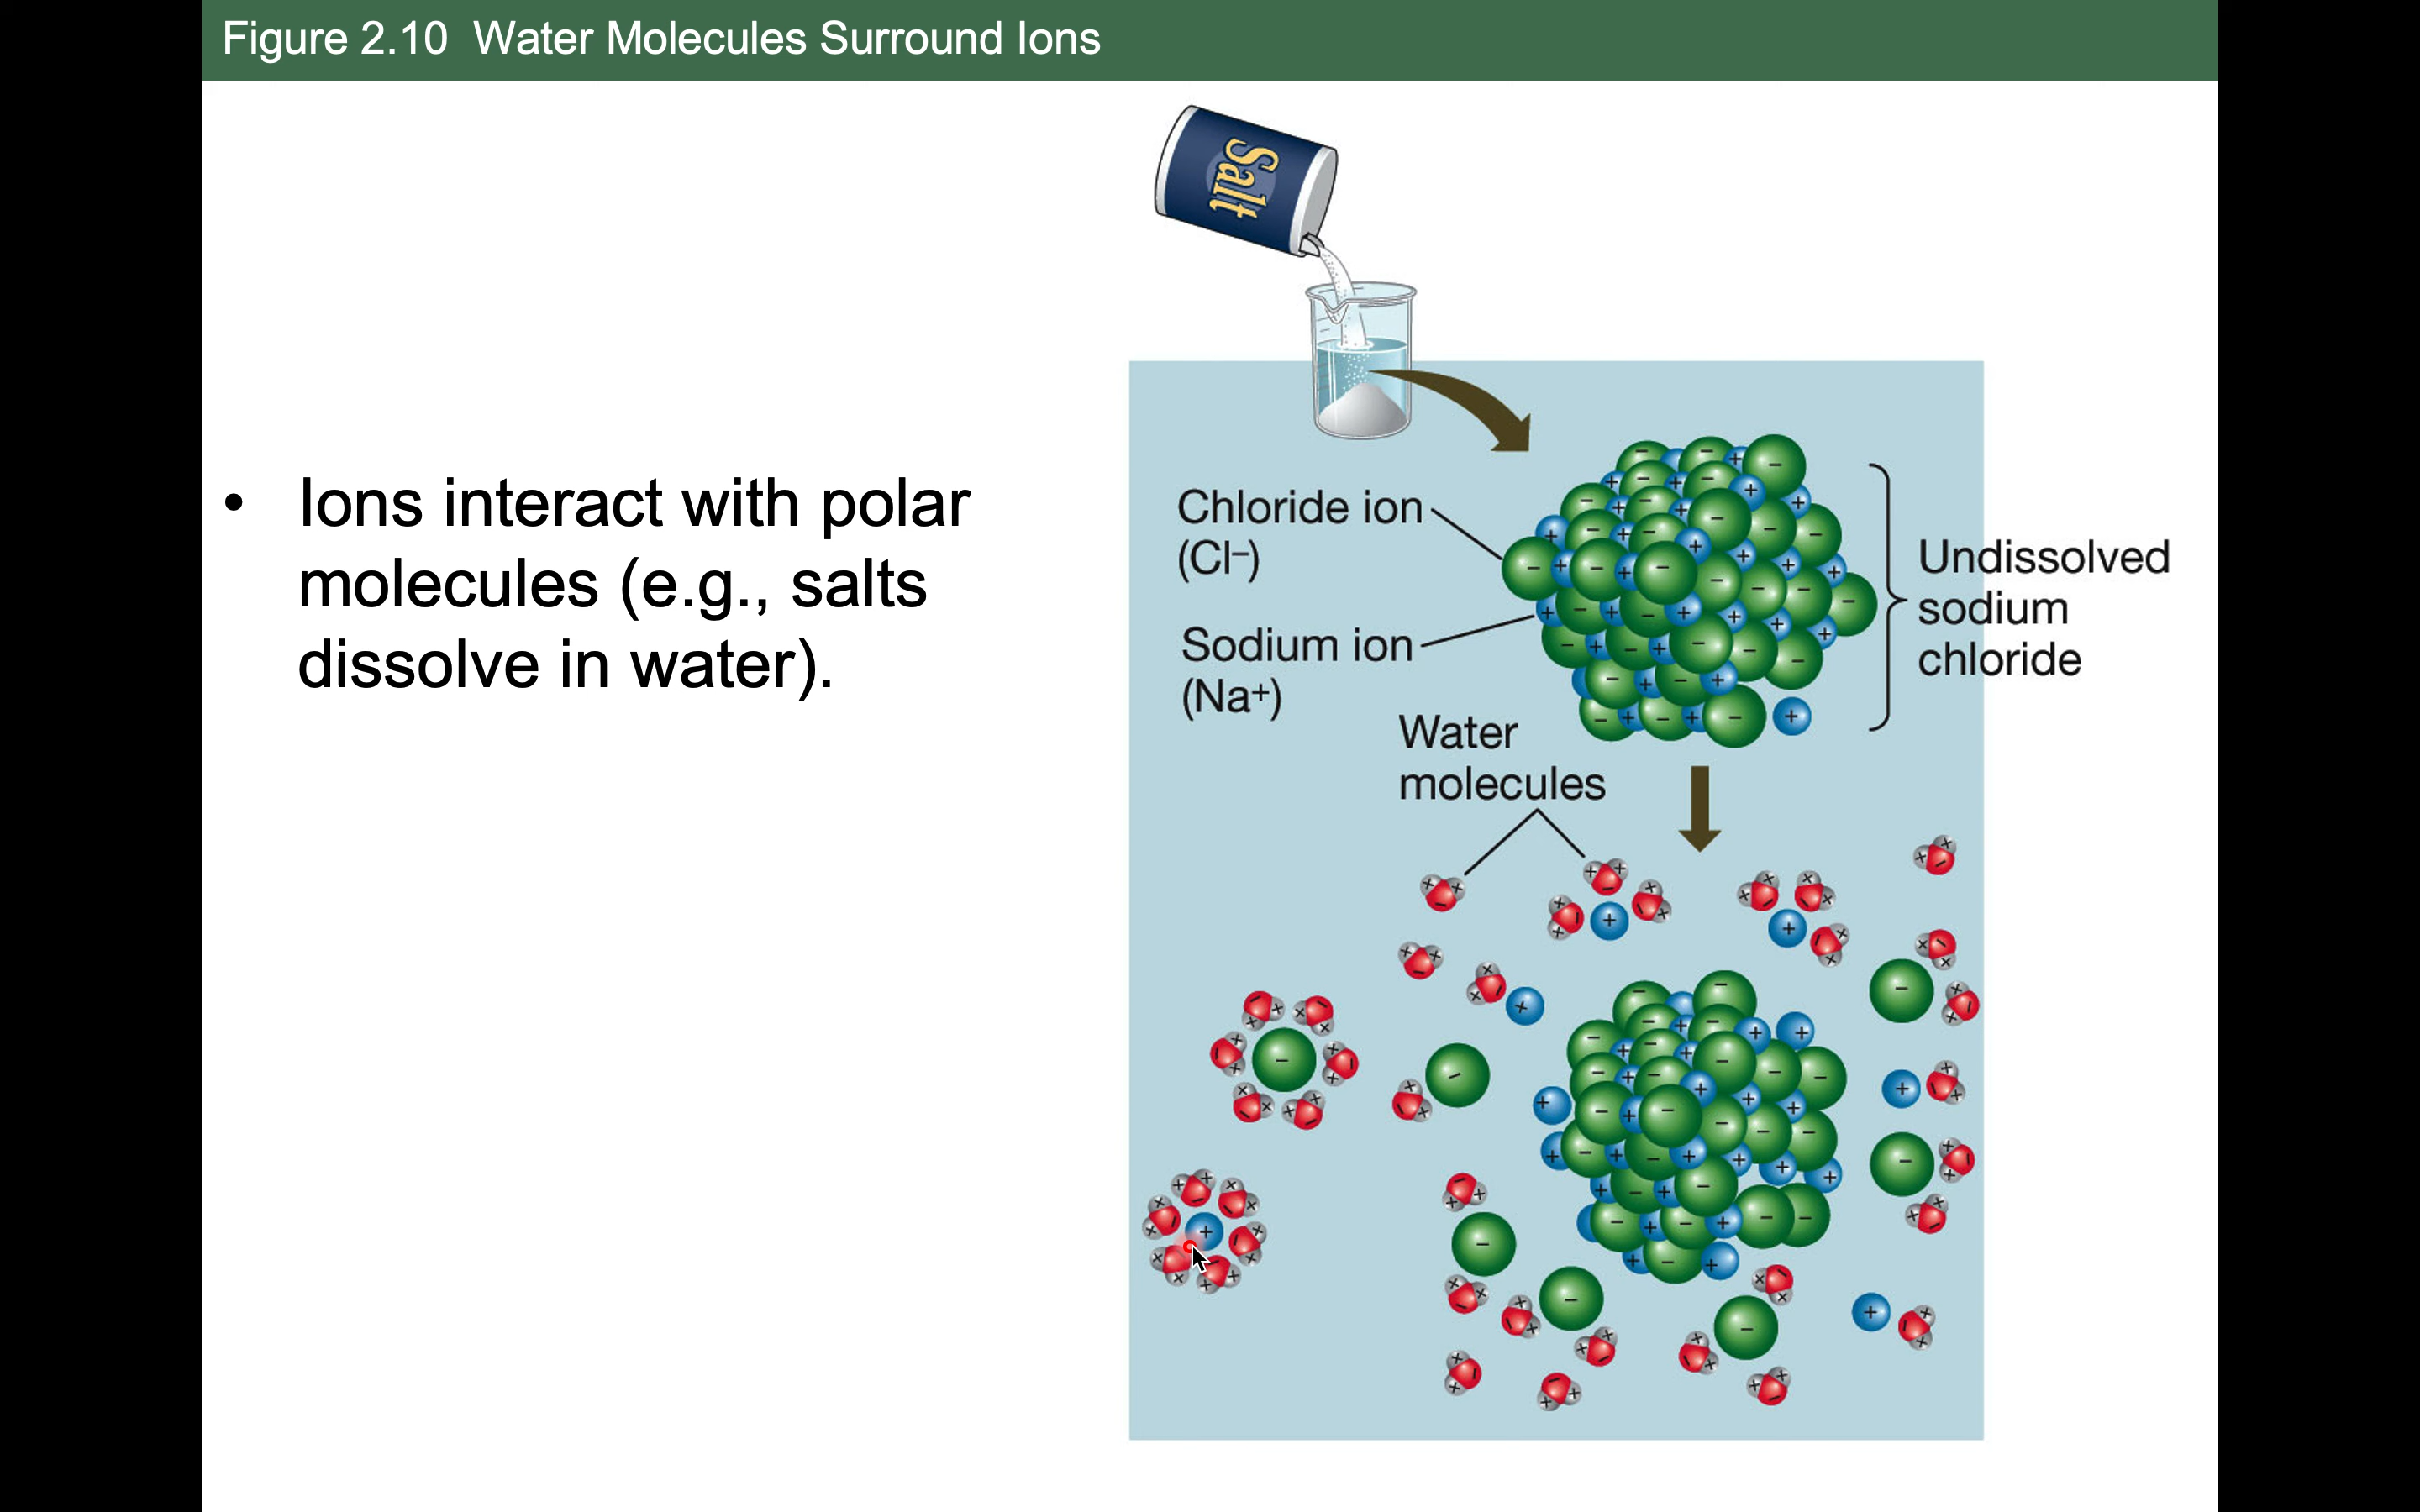 Figure 2.10 Water Molecules Surround Ions
Salt
• Ions interact with polar
molecules (e.g., salts
dissolve in water).
Chloride ion
(Cl–)
Sodium ion
(Na+)
Undissolved
sodium
chloride
Water
molecules